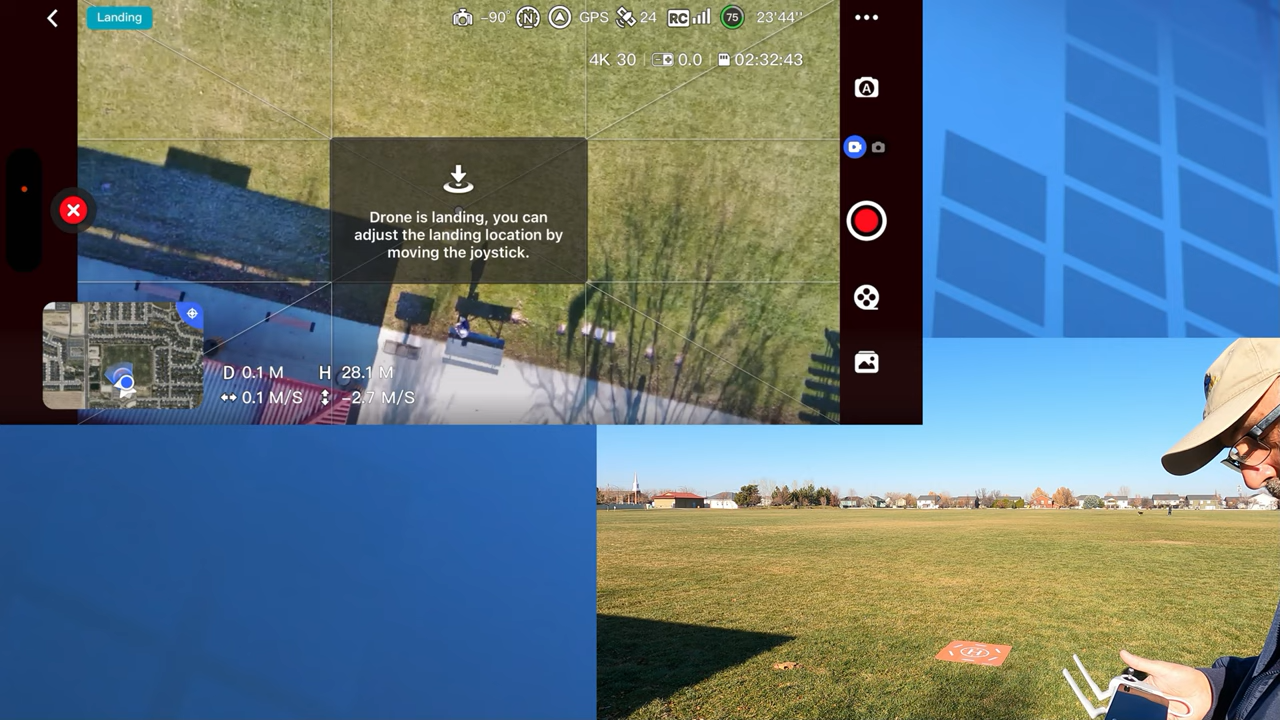 Landing
−90° N GPS 24 RC 75 23'44''
4K 30 0.0 02:32:43
A
Drone is landing, you can
adjust the landing location by
moving the joystick.
D 0.1 M H 28.1 M
0.1 M/S −2.7 M/S
H